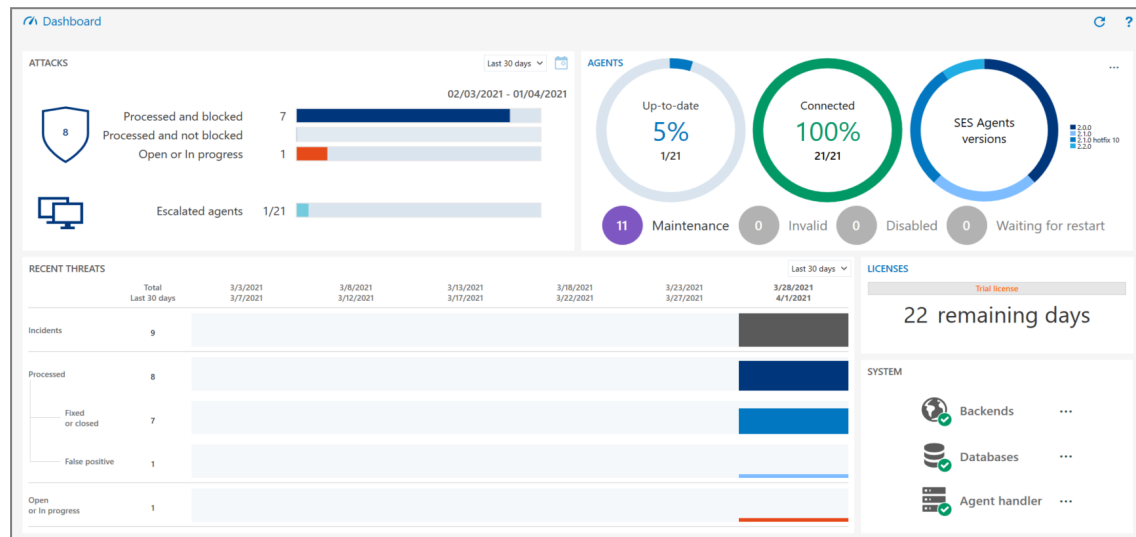 Dashboard
?
ATTACKS
Last 30 days
02/03/2021 - 01/04/2021
8
Processed and blocked 7
Processed and not blocked
Open or In progress 1
Escalated agents 1/21
AGENTS
...
Up-to-date
5%
1/21
Connected
100%
21/21
SES Agents
versions
2.0.0
2.1.0
2.1.0 hotfix 10
2.2.0
11 Maintenance 0 Invalid 0 Disabled 0 Waiting for restart
RECENT THREATS
Last 30 days
Total
Last 30 days
3/3/2021
3/7/2021
3/8/2021
3/12/2021
3/13/2021
3/17/2021
3/18/2021
3/22/2021
3/23/2021
3/27/2021
3/28/2021
4/1/2021
Incidents 9
Processed 8
Fixed
or closed 7
False positive 1
Open
or In progress 1
LICENSES
Trial license
22 remaining days
SYSTEM
Backends ...
Databases ...
Agent handler ...